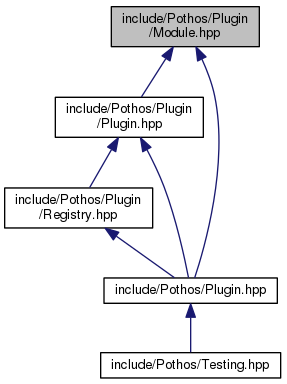 include/Pothos/Plugin
/Module.hpp
include/Pothos/Plugin
/Plugin.hpp
include/Pothos/Plugin
/Registry.hpp
include/Pothos/Plugin.hpp
include/Pothos/Testing.hpp